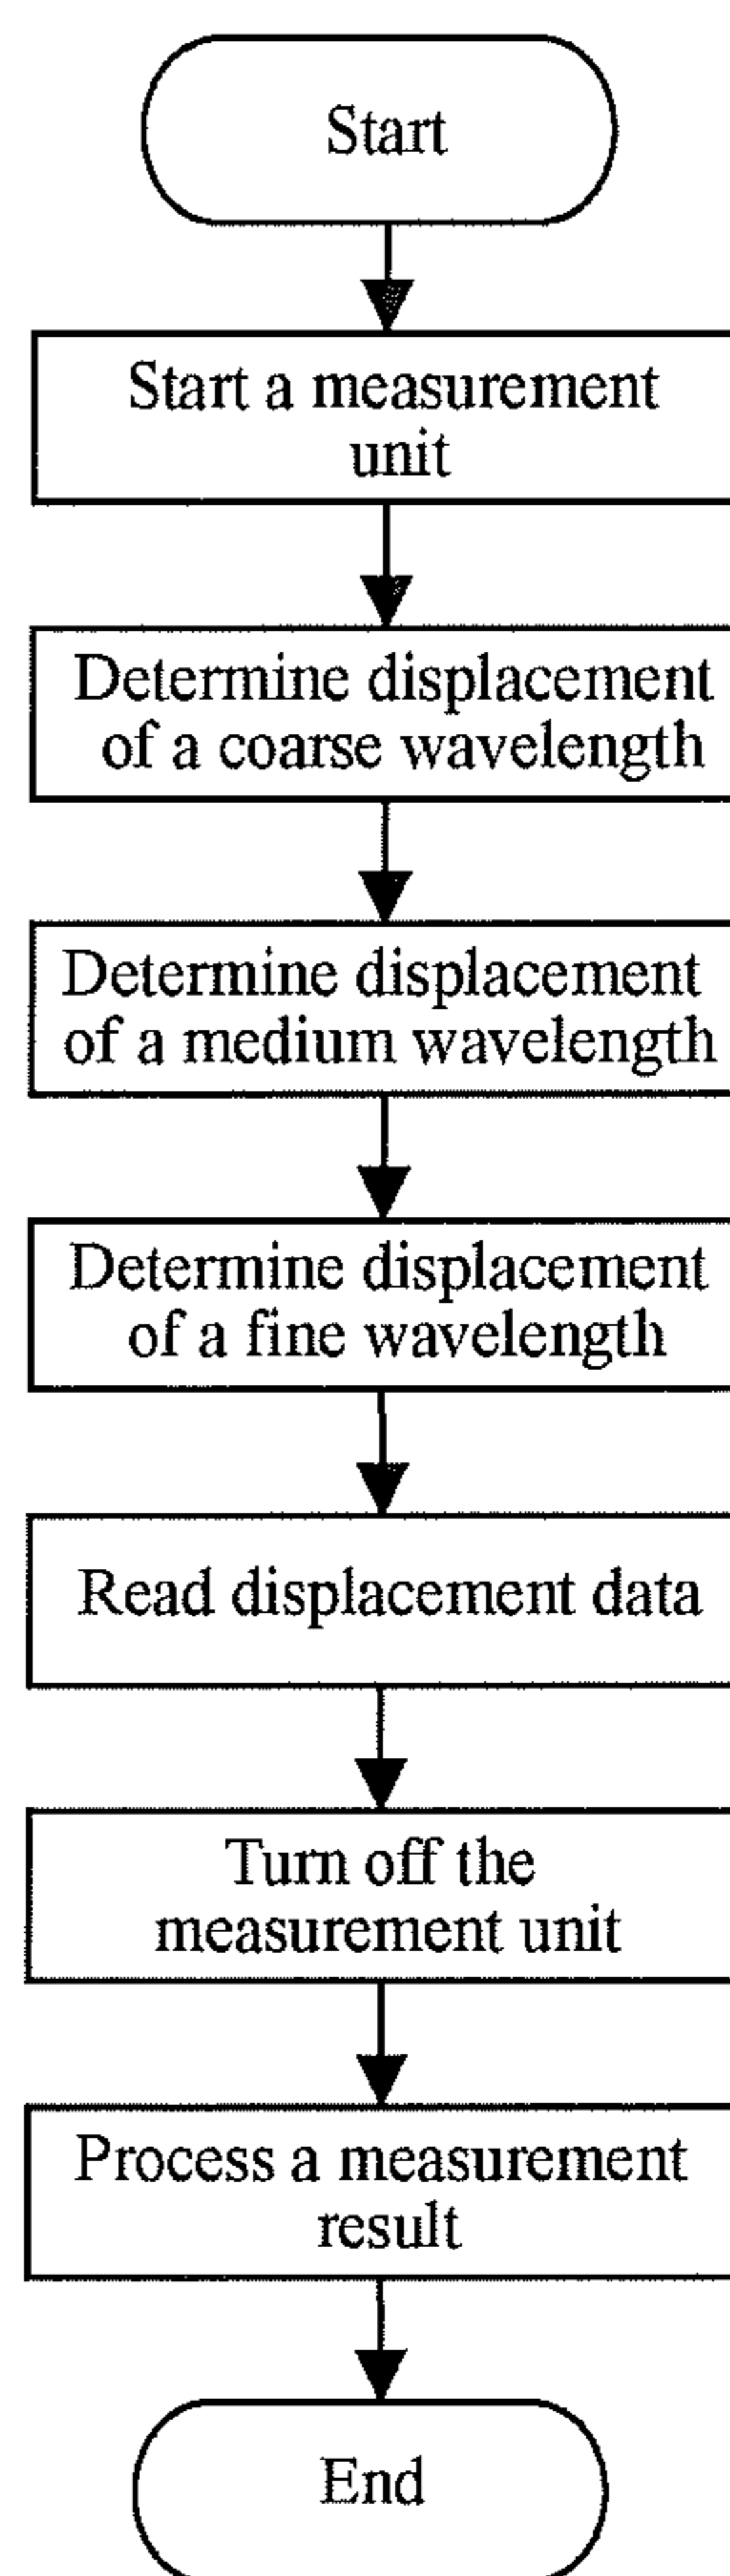 Start
Start a measurement
unit
Determine displacement
of a coarse wavelength
Determine displacement
of a medium wavelength
Determine displacement
of a fine wavelength
Read displacement data
Turn off the
measurement unit
Process a measurement
result
End